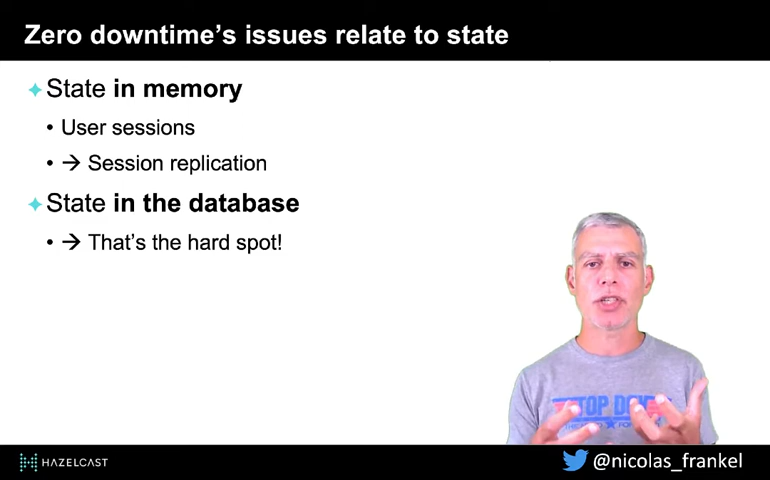 Zero downtime's issues relate to state
✦State in memory
• User sessions
• → Session replication
✦State in the database
• → That's the hard spot!
TOP
HAZELCAST
@nicolas_frankel